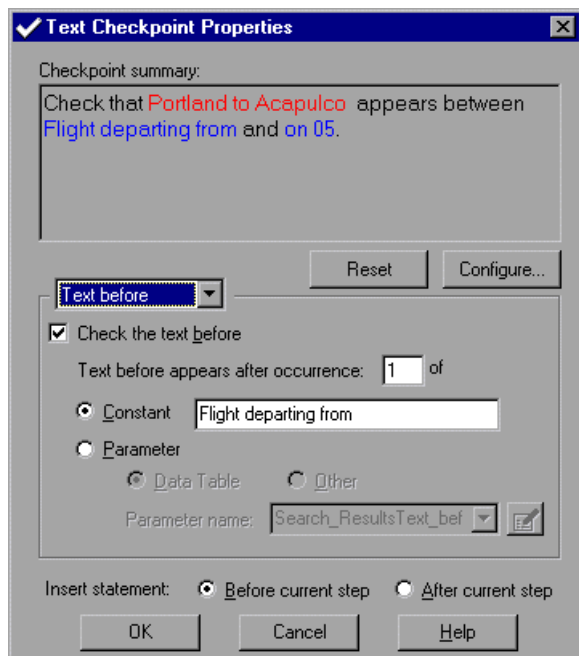 Text Checkpoint Properties
Checkpoint summary:
Check that Portland to Acapulco appears between
Flight departing from and on 05.
Reset Configure...
Text before
Check the text before
Text before appears after occurrence: 1 of
Constant Flight departing from
Parameter
Data Table Other
Parameter name: Search_ResultsText_bef
Insert statement: Before current step After current step
OK Cancel Help